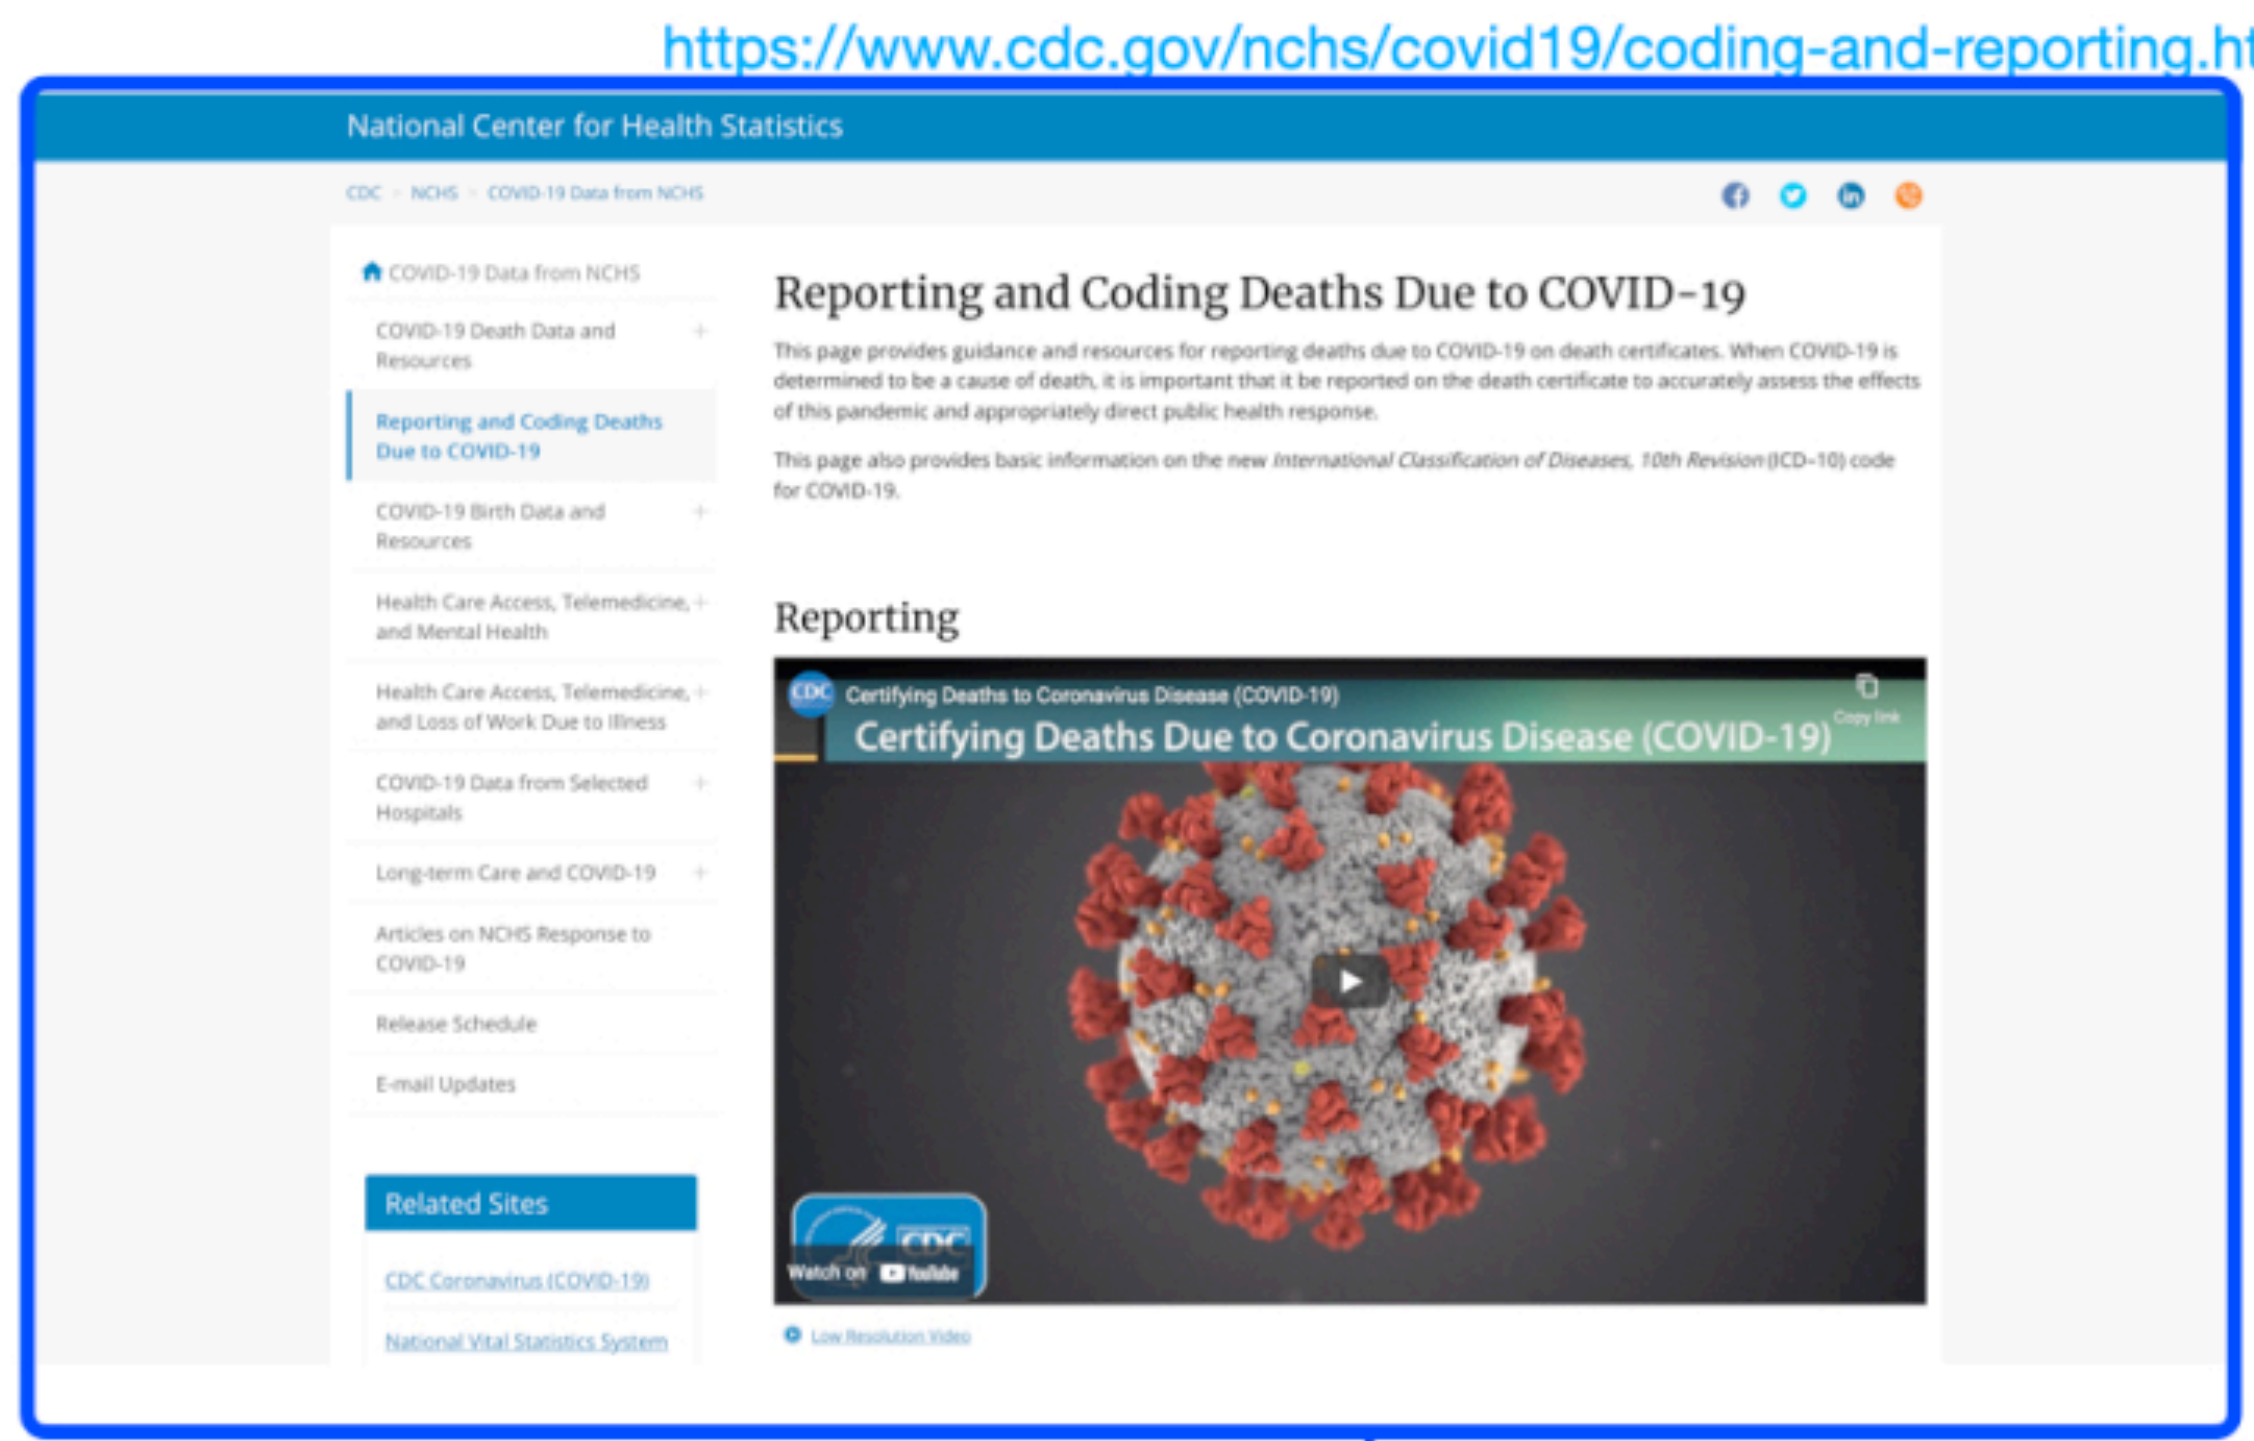 https://www.cdc.gov/nchs/covid19/coding-and-reporting.ht
National Center for Health Statistics
CDC > NCHS > COVID-19 Data from NCHS
COVID-19 Data from NCHS
COVID-19 Death Data and
Resources
Reporting and Coding Deaths
Due to COVID-19
COVID-19 Birth Data and
Resources
Health Care Access, Telemedicine,
and Mental Health
Health Care Access, Telemedicine,
and Loss of Work Due to Illness
COVID-19 Data from Selected
Hospitals
Long-term Care and COVID-19
Articles on NCHS Response to
COVID-19
Release Schedule
E-mail Updates
Related Sites
CDC Coronavirus (COVID-19)
National Vital Statistics System
Reporting and Coding Deaths Due to COVID-19
This page provides guidance and resources for reporting deaths due to COVID-19 on death certificates. When COVID-19 is
determined to be a cause of death, it is important that it be reported on the death certificate to accurately assess the effects
of this pandemic and appropriately direct public health response.
This page also provides basic information on the new International Classification of Diseases, 10th Revision (ICD–10) code
for COVID-19.
Reporting
CDC
Certifying Deaths to Coronavirus Disease (COVID-19)
Copy link
Certifying Deaths Due to Coronavirus Disease (COVID-19)
CDC
Watch on YouTube
Low Resolution Video